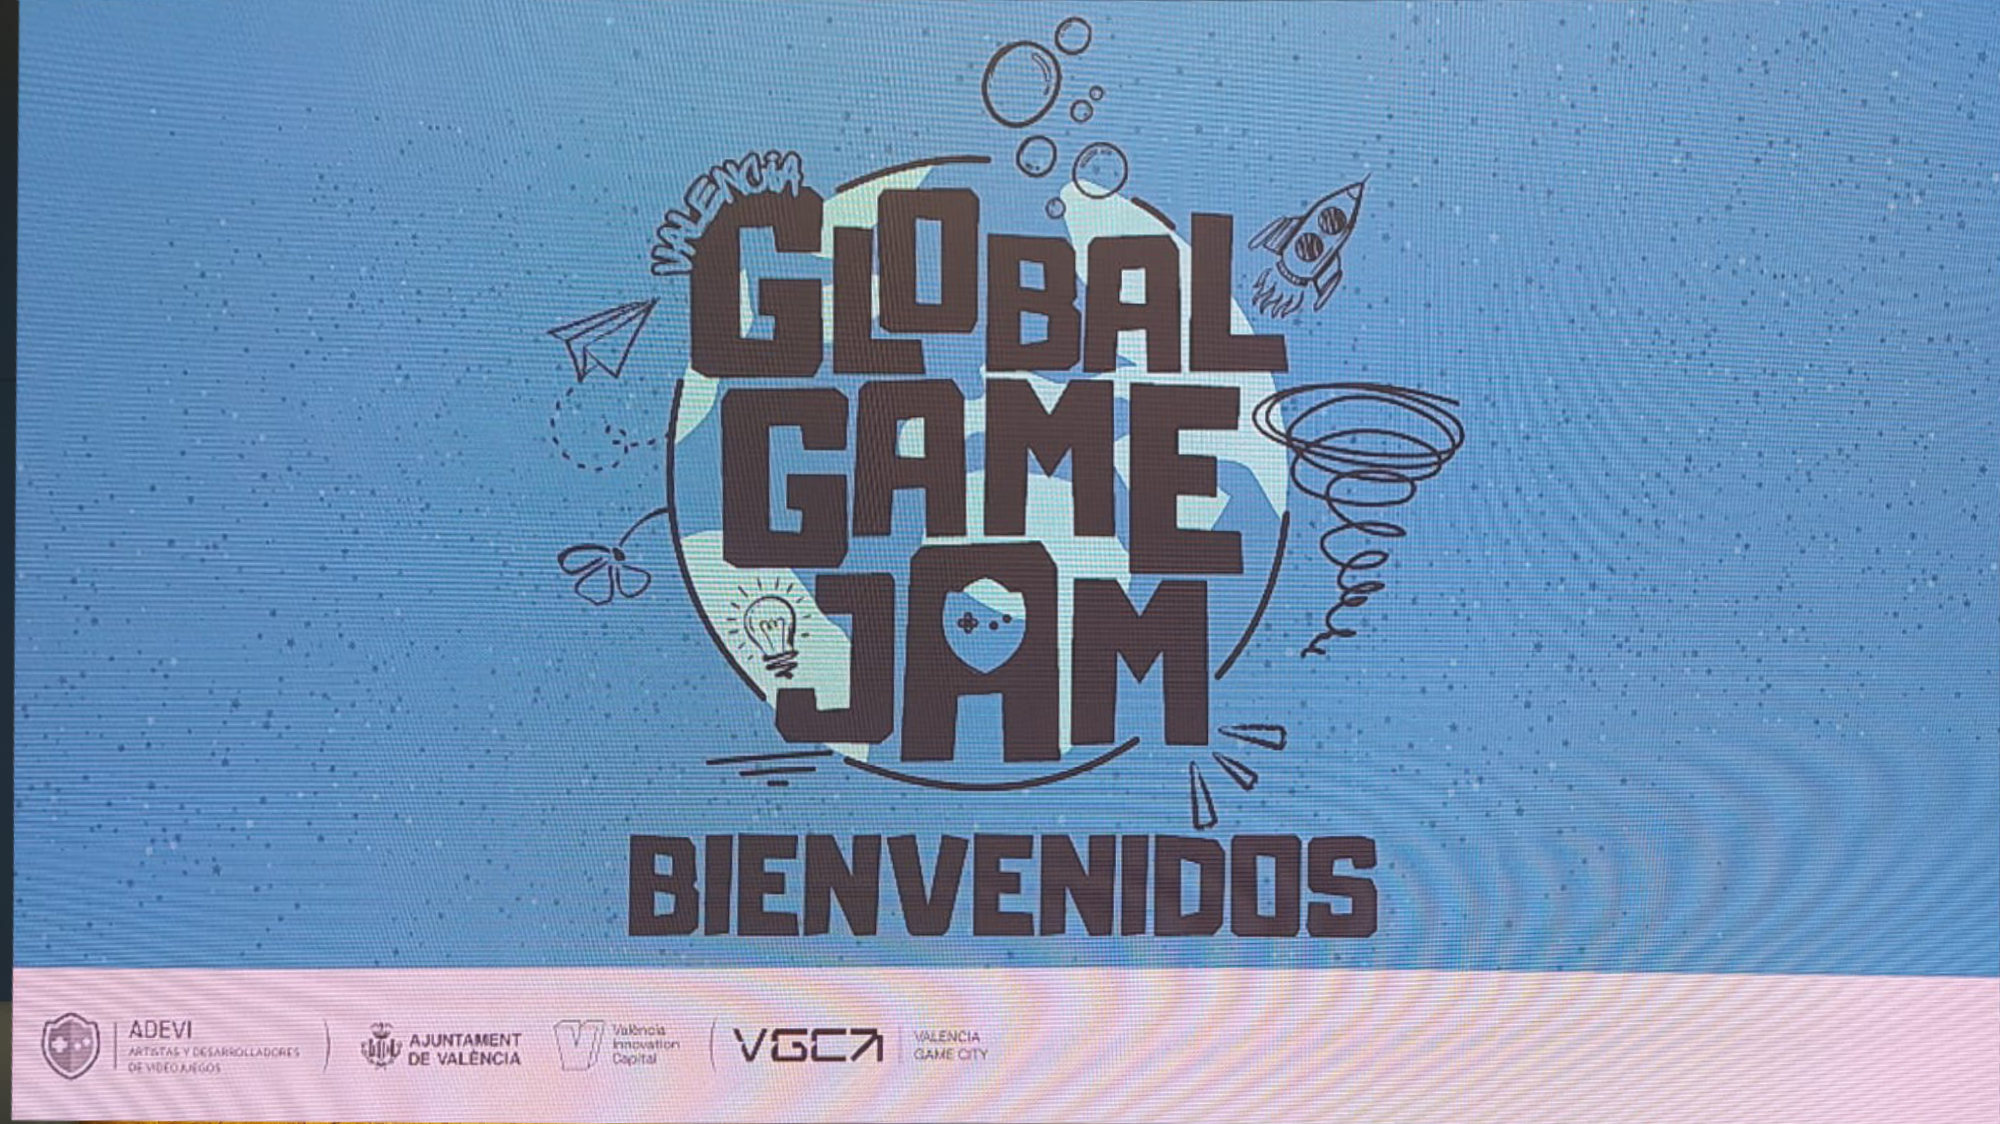 VALENCIA
GLOBAL
GAME
JAM
BIENVENIDOS
ADEVI
ARTISTAS Y DESARROLLADORES
DE VIDEOJUEGOS
AJUNTAMENT
DE VALÈNCIA
València
Innovation
Capital
VGC
VALENCIA
GAME CITY